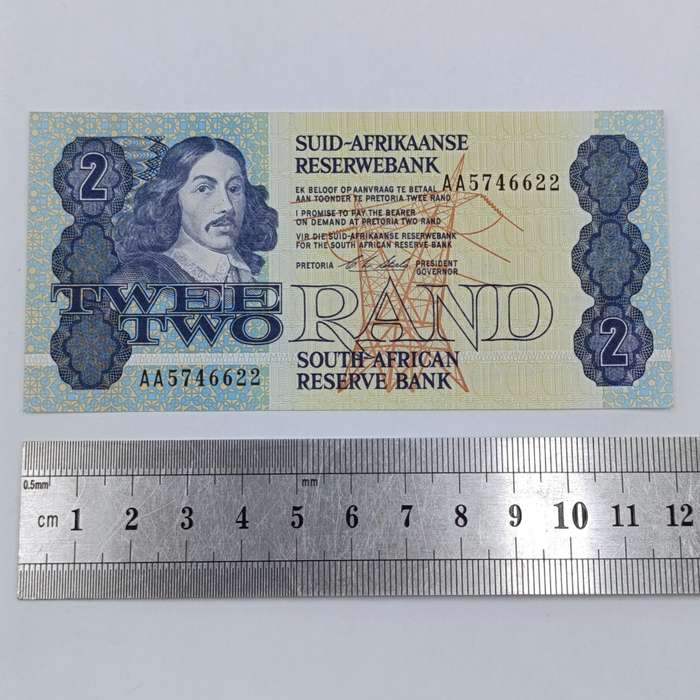 2
SUID-AFRIKAANSE
RESERWEBANK
EK BELOOF OP AANVRAAG TE BETAAL
AAN TOONDER TE PRETORIA TWEE RAND
AA5746622
I PROMISE TO PAY THE BEARER
ON DEMAND AT PRETORIA TWO RAND
VIR DIE SUID-AFRIKAANSE RESERWEBANK
FOR THE SOUTH AFRICAN RESERVE BANK
PRETORIA
PRESIDENT
GOVERNOR
TWEE
TWO
RAND
2
AA5746622
SOUTH AFRICAN
RESERVE BANK
0.5mm
mm
cm 1 2 3 4 5 6 7 8 9 10 11 12